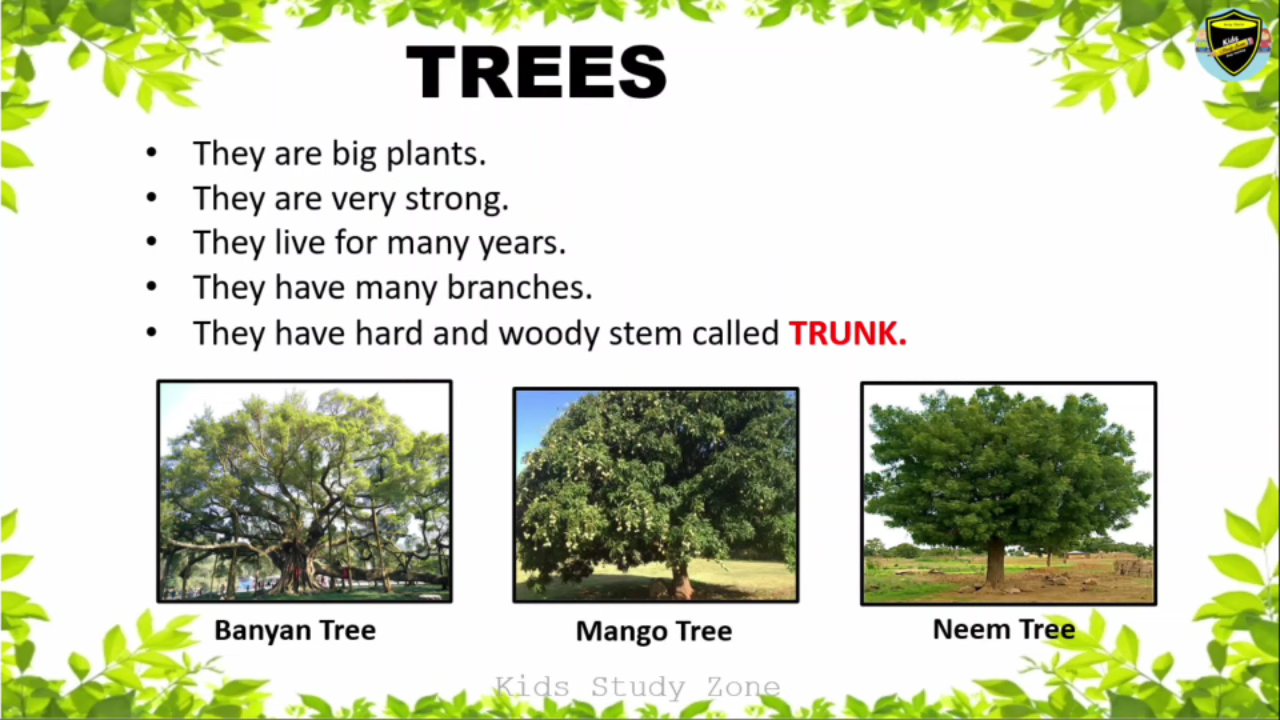 TREES
• They are big plants.
• They are very strong.
• They live for many years.
• They have many branches.
• They have hard and woody stem called TRUNK.
Banyan Tree
Mango Tree
Neem Tree
Kids Study Zone